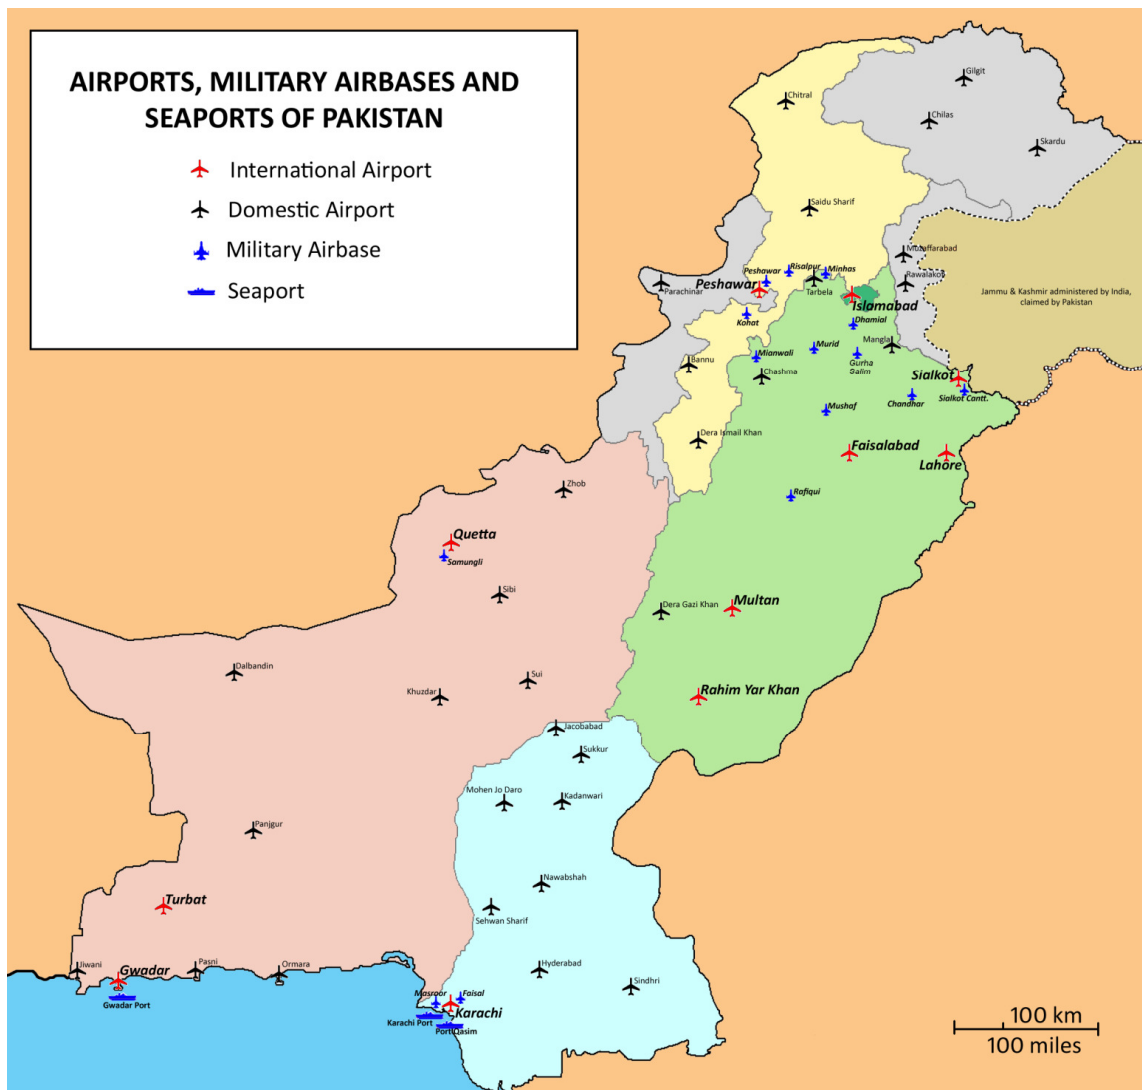 AIRPORTS, MILITARY AIRBASES AND
SEAPORTS OF PAKISTAN
International Airport
Domestic Airport
Military Airbase
Seaport
Gilgit
Chitral
Chilas
Skardu
Saidu Sharif
Muzaffarabad
Peshawar
Risalpur
Minhas
Rawalakot
Peshawar
Parachinar
Tarbela
Islamabad
Jammu & Kashmir administered by India,
claimed by Pakistan
Kohat
Dhamial
Mangla
Murid
Mianwali
Bannu
Gurha
Salim
Chashma
Sialkot
Sialkot Cantt.
Chandhar
Mushaf
Dera Ismail Khan
Faisalabad
Lahore
Zhob
Rafiqui
Quetta
Samungli
Sibi
Dera Gazi Khan
Multan
Dalbandin
Sui
Khuzdar
Rahim Yar Khan
Jacobabad
Sukkur
Mohen Jo Daro
Kadanwari
Panjgur
Nawabshah
Turbat
Sehwan Sharif
Jiwani
Gwadar
Pasni
Ormara
Hyderabad
Sindhri
Gwadar Port
Masroor
Faisal
Karachi
Karachi Port
Port Qasim
100 km
100 miles